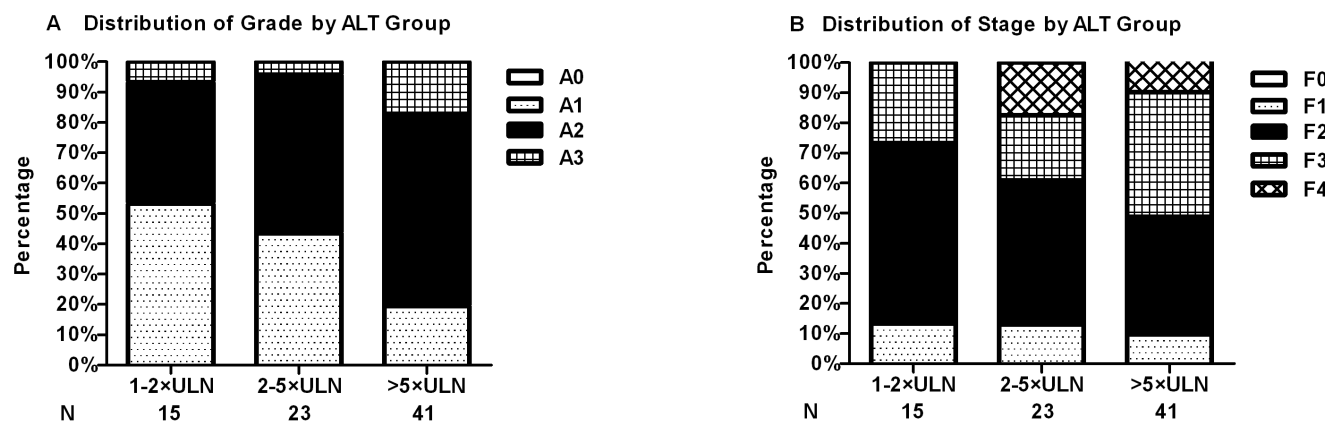 A Distribution of Grade by ALT Group
100%
90%
80%
70%
60%
50%
40%
30%
20%
10%
0%
Percentage
1-2×ULN 2-5×ULN >5×ULN
N 15 23 41
A0
A1
A2
A3
B Distribution of Stage by ALT Group
100%
90%
80%
70%
60%
50%
40%
30%
20%
10%
0%
Percentage
1-2×ULN 2-5×ULN >5×ULN
N 15 23 41
F0
F1
F2
F3
F4